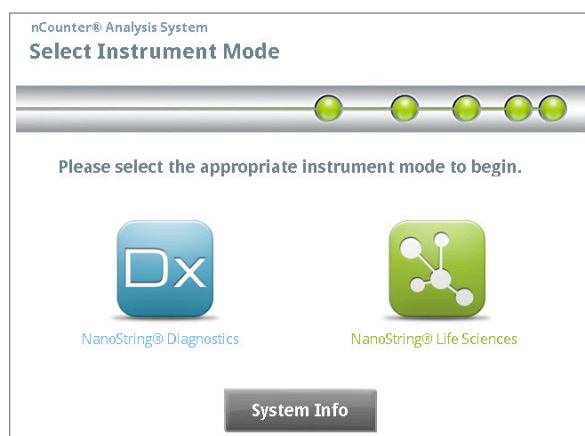 nCounter® Analysis System
Select Instrument Mode
Please select the appropriate instrument mode to begin.
Dx
NanoString® Diagnostics
NanoString® Life Sciences
System Info